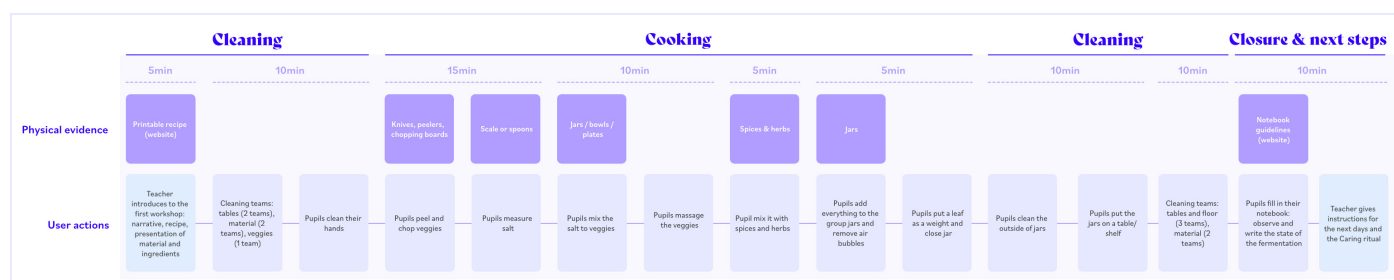 Cleaning
Cooking
Cleaning
Closure & next steps
5min
10min
15min
10min
5min
5min
10min
10min
10min
Physical evidence
Printable recipe
(website)
Knives, peelers,
chopping boards
Scale or spoons
Jars / bowls /
plates
Spices & herbs
Jars
Notebook
guidelines
(website)
User actions
Teacher
introduces to the
first workshop:
narrative, recipe,
presentation of
material and
ingredients
Cleaning teams:
tables (2 teams),
material (2
teams), veggies
(1 team)
Pupils clean their
hands
Pupils peel and
chop veggies
Pupils measure
salt
Pupils mix the
salt to veggies
Pupils massage
the veggies
Pupil mix it with
spices and herbs
Pupils add
everything to the
group jars and
remove air
bubbles
Pupils put a leaf
as a weight and
close jar
Pupils clean the
outside of jars
Pupils put the
jars on a table/
shelf
Cleaning teams:
tables and floor
(3 teams),
material (2
teams)
Pupils fill in their
notebook:
observe and
write the state of
the fermentation
Teacher gives
instructions for
the next days and
the Caring ritual